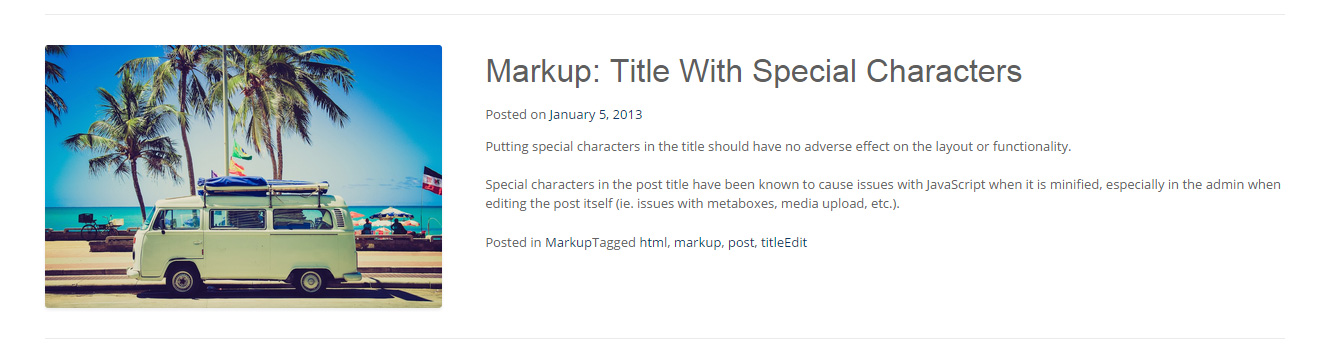 Markup: Title With Special Characters
Posted on January 5, 2013
Putting special characters in the title should have no adverse effect on the layout or functionality.
Special characters in the post title have been known to cause issues with JavaScript when it is minified, especially in the admin when
editing the post itself (ie. issues with metaboxes, media upload, etc.).
Posted in MarkupTagged html, markup, post, titleEdit